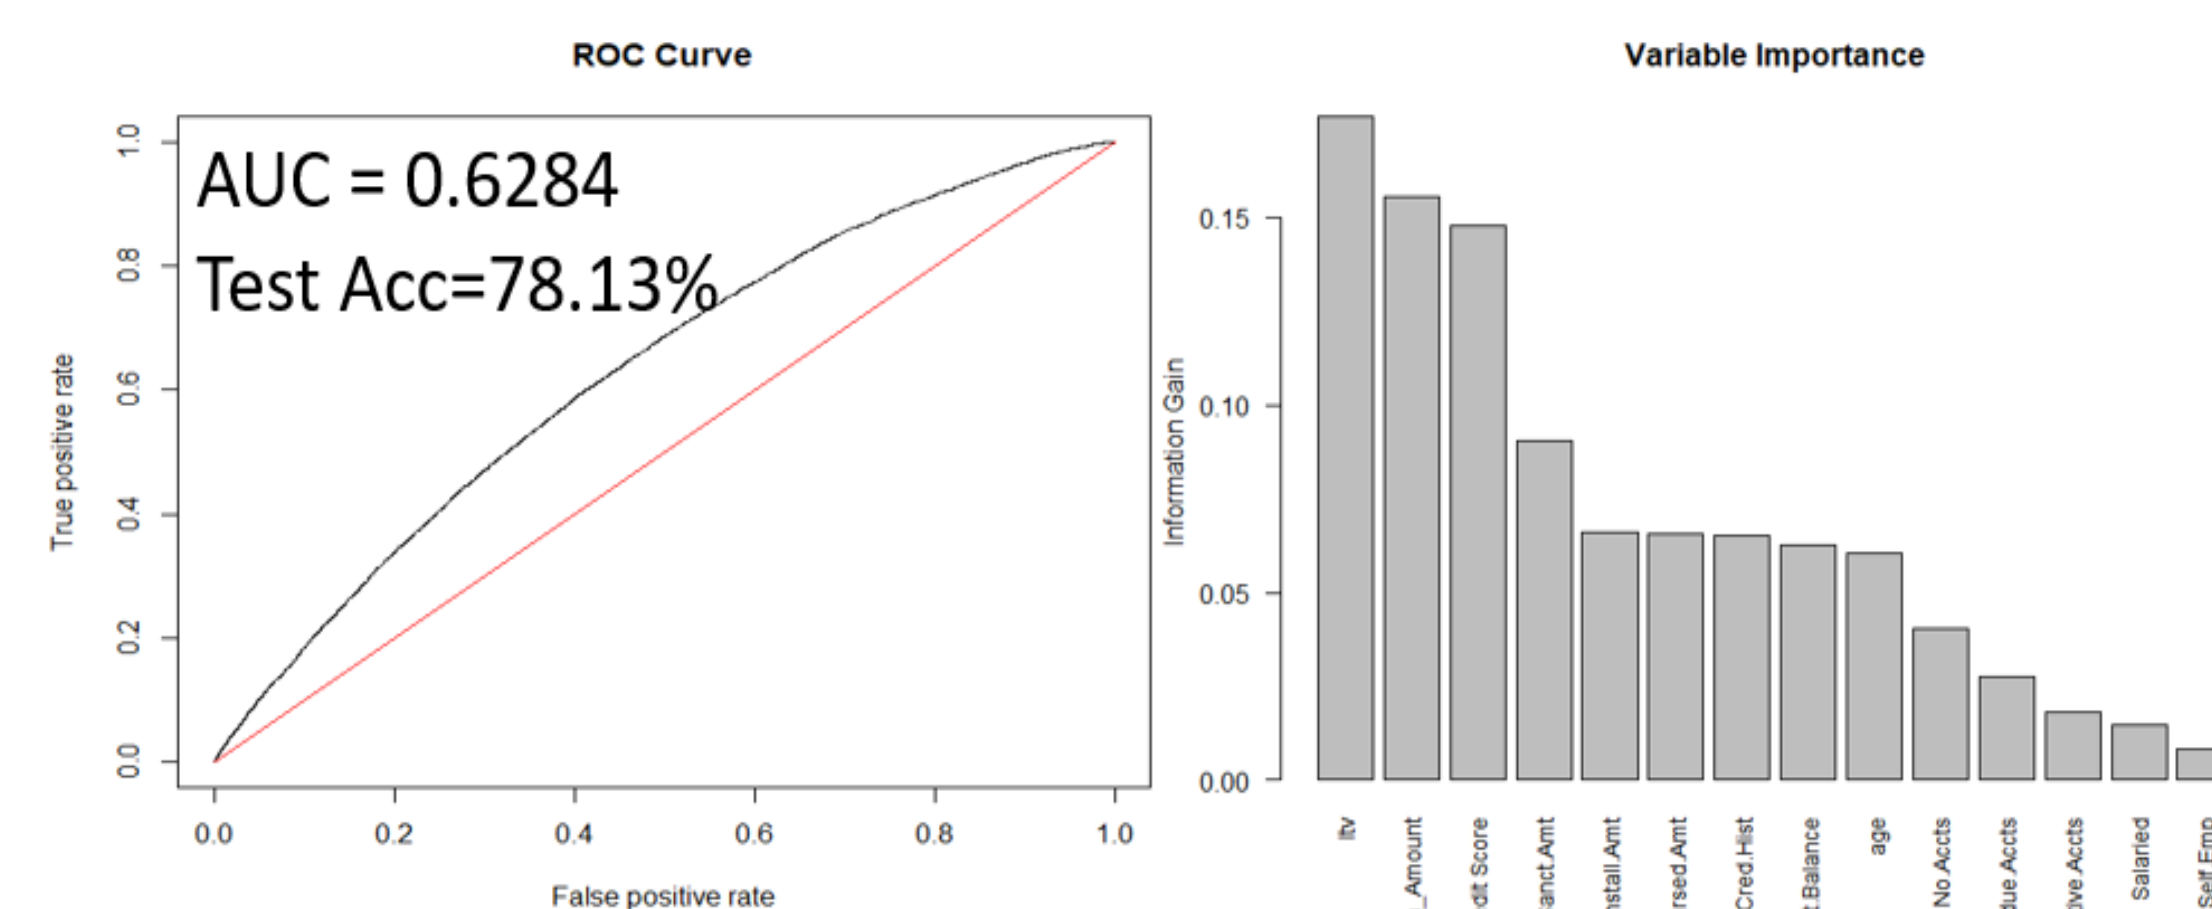 ROC Curve
AUC = 0.6284
Test Acc=78.13%
True positive rate
1.0
0.8
0.6
0.4
0.2
0.0
0.0 0.2 0.4 0.6 0.8 1.0
False positive rate
Variable Importance
Information Gain
0.15
0.10
0.05
0.00
ltv
_Amount
edit Score
anct.Amt
nstall.Amt
rsed.Amt
Cred.Hist
t.Balance
age
No.Accts
due.Accts
tive.Accts
Salaried
Self.Emp